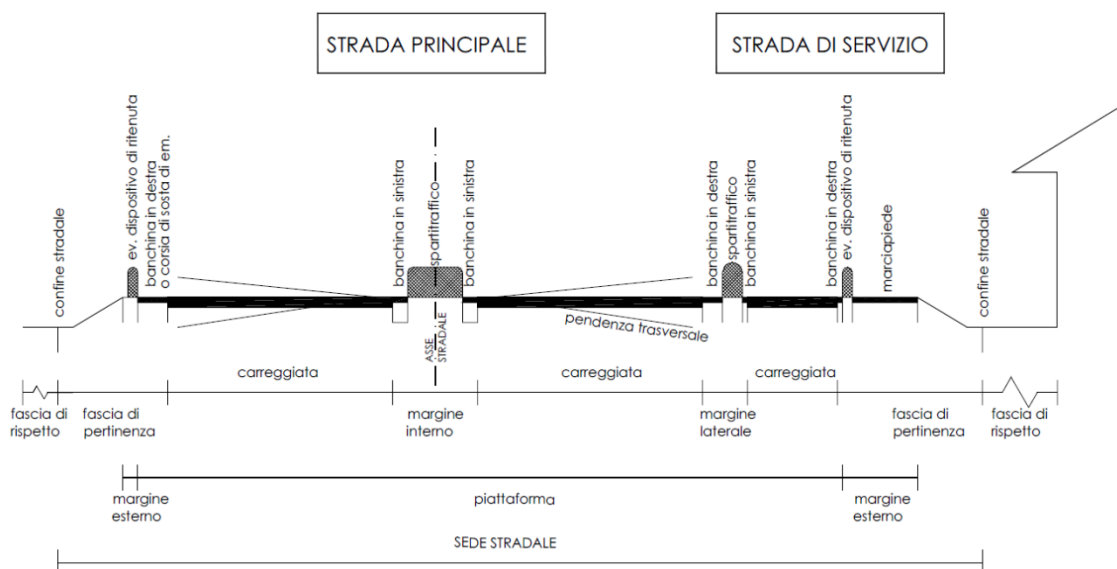 STRADA PRINCIPALE
STRADA DI SERVIZIO
confine stradale
ev. dispositivo di ritenuta
banchina in destra
o corsia di sosta di em.
banchina in sinistra
spartitraffico
banchina in sinistra
banchina in destra
spartitraffico
banchina in sinistra
banchina in destra
ev. dispositivo di ritenuta
marciapiede
confine stradale
ASSE
STRADALE
pendenza trasversale
carreggiata
carreggiata
carreggiata
fascia di
rispetto
fascia di
pertinenza
margine
interno
margine
laterale
fascia di
pertinenza
fascia di
rispetto
margine
esterno
piattaforma
margine
esterno
SEDE STRADALE